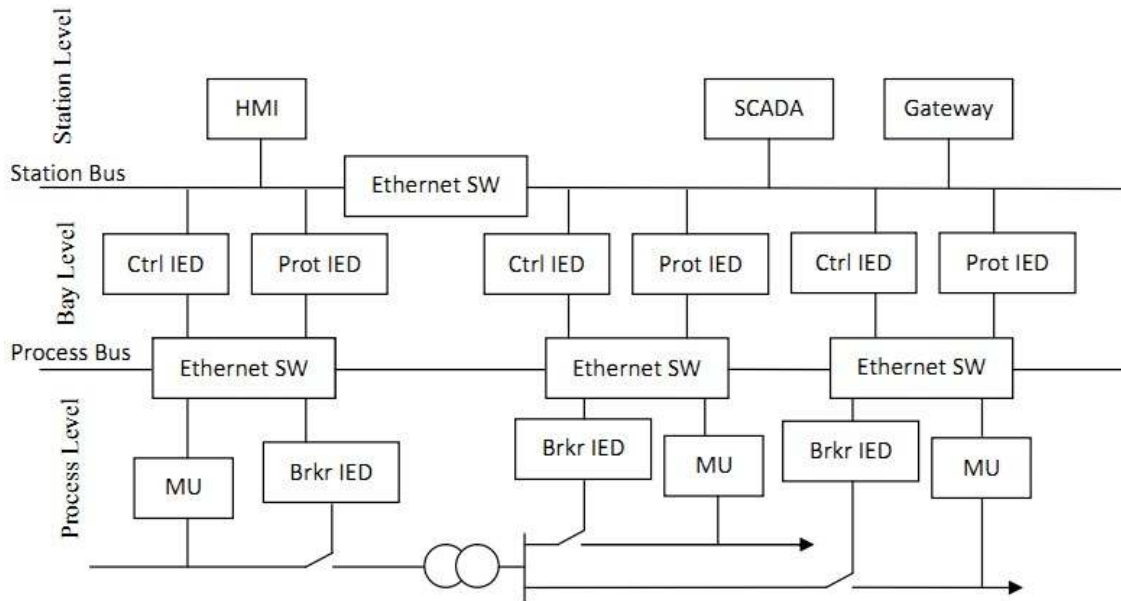 Station Level
HMI
SCADA
Gateway
Station Bus
Ethernet SW
Bay Level
Ctrl IED
Prot IED
Ctrl IED
Prot IED
Ctrl IED
Prot IED
Process Bus
Ethernet SW
Ethernet SW
Ethernet SW
Process Level
MU
Brkr IED
Brkr IED
MU
Brkr IED
MU